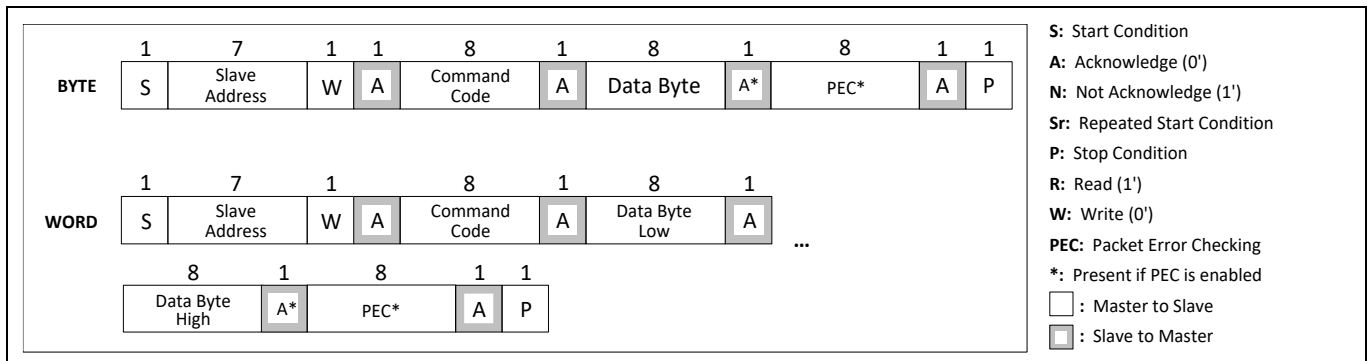 1 7 1 1 8 1 8 1 8 1 1
BYTE S Slave Address W A Command Code A Data Byte A* PEC* A P
1 7 1 8 1 8 1
WORD S Slave Address W A Command Code A Data Byte Low A ...
8 1 8 1 1
Data Byte High A* PEC* A P
S: Start Condition
A: Acknowledge (0')
N: Not Acknowledge (1')
Sr: Repeated Start Condition
P: Stop Condition
R: Read (1')
W: Write (0')
PEC: Packet Error Checking
*: Present if PEC is enabled
: Master to Slave
: Slave to Master